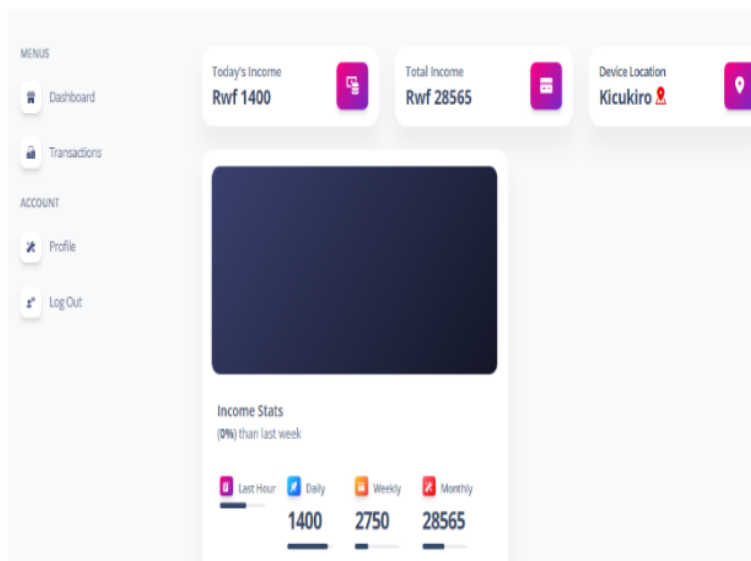 MENUS
Dashboard
Transactions
ACCOUNT
Profile
Log Out
Today's Income
Rwf 1400
Total Income
Rwf 28565
Device Location
Kicukiro
Income Stats
(0%) than last week
Last Hour
Daily
1400
Weekly
2750
Monthly
28565